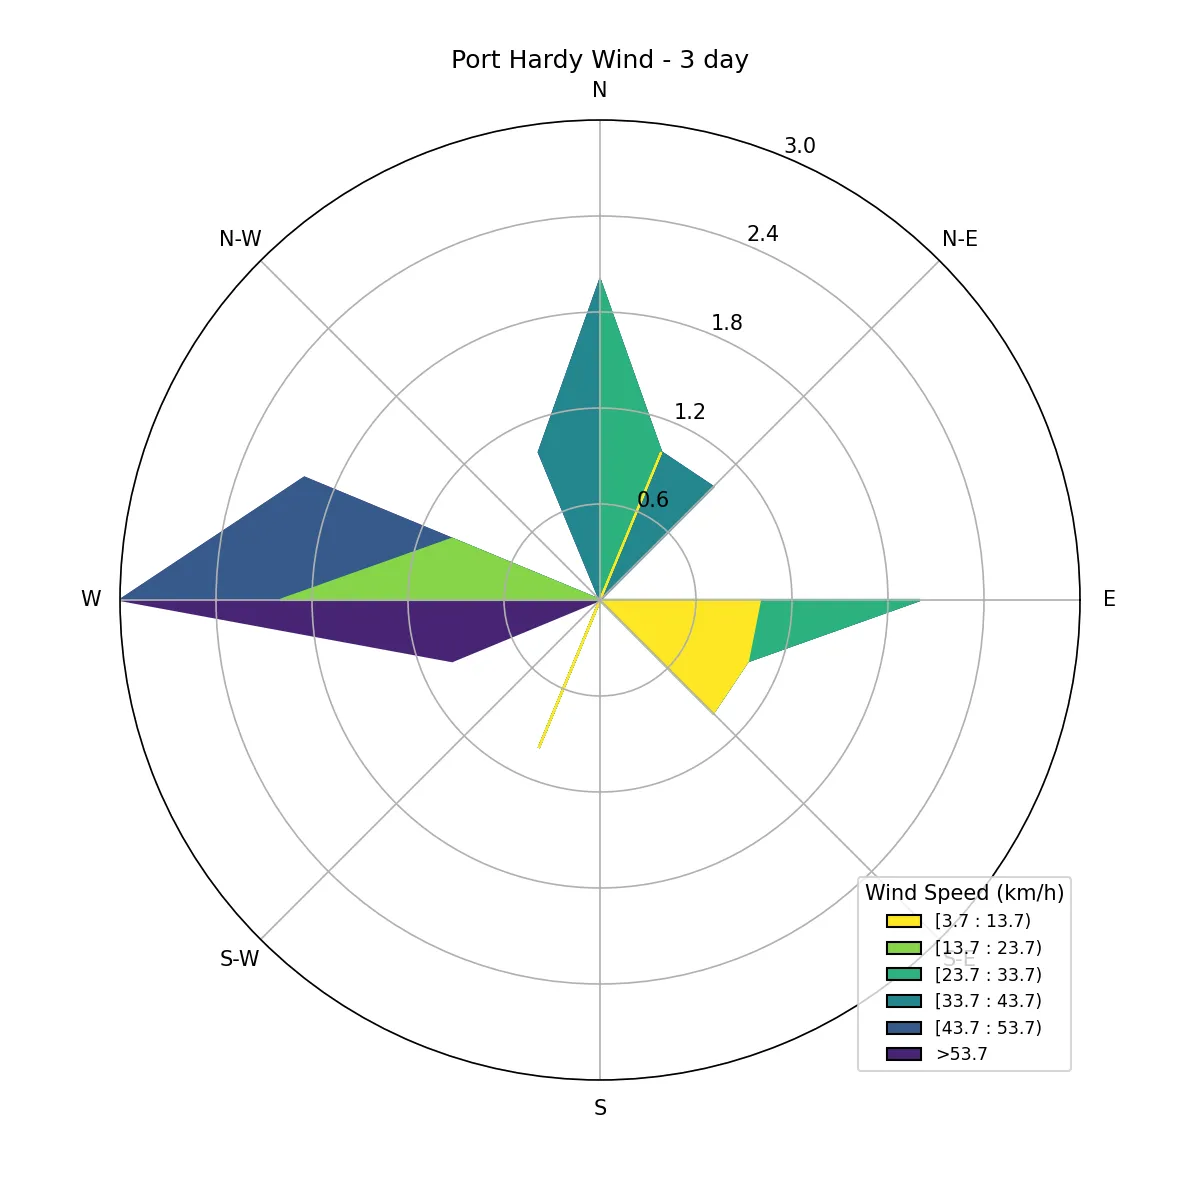 Port Hardy Wind - 3 day
N
3.0
N-W
2.4
N-E
1.8
1.2
0.6
W
E
S-W
S-E
S
Wind Speed (km/h)
[3.7 : 13.7)
[13.7 : 23.7)
[23.7 : 33.7)
[33.7 : 43.7)
[43.7 : 53.7)
>53.7